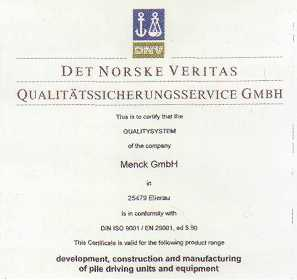 DNV
DET NORSKE VERITAS
QUALITÄTSSICHERUNGSSERVICE GMBH
This is to certify that the
QUALITYSYSTEM
of the company
Menck GmbH
in
25479 Ellerau
is in conformity with
DIN ISO 9001 / EN 29001, ed 5.90
This Certificate is valid for the following product range
development, construction and manufacturing
of pile driving units and equipment